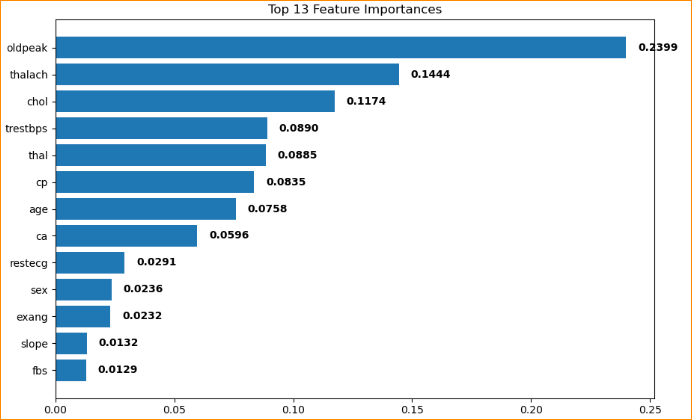 Top 13 Feature Importances
oldpeak 0.2399
thalach 0.1444
chol 0.1174
trestbps 0.0890
thal 0.0885
cp 0.0835
age 0.0758
ca 0.0596
restecg 0.0291
sex 0.0236
exang 0.0232
slope 0.0132
fbs 0.0129
0.00 0.05 0.10 0.15 0.20 0.25